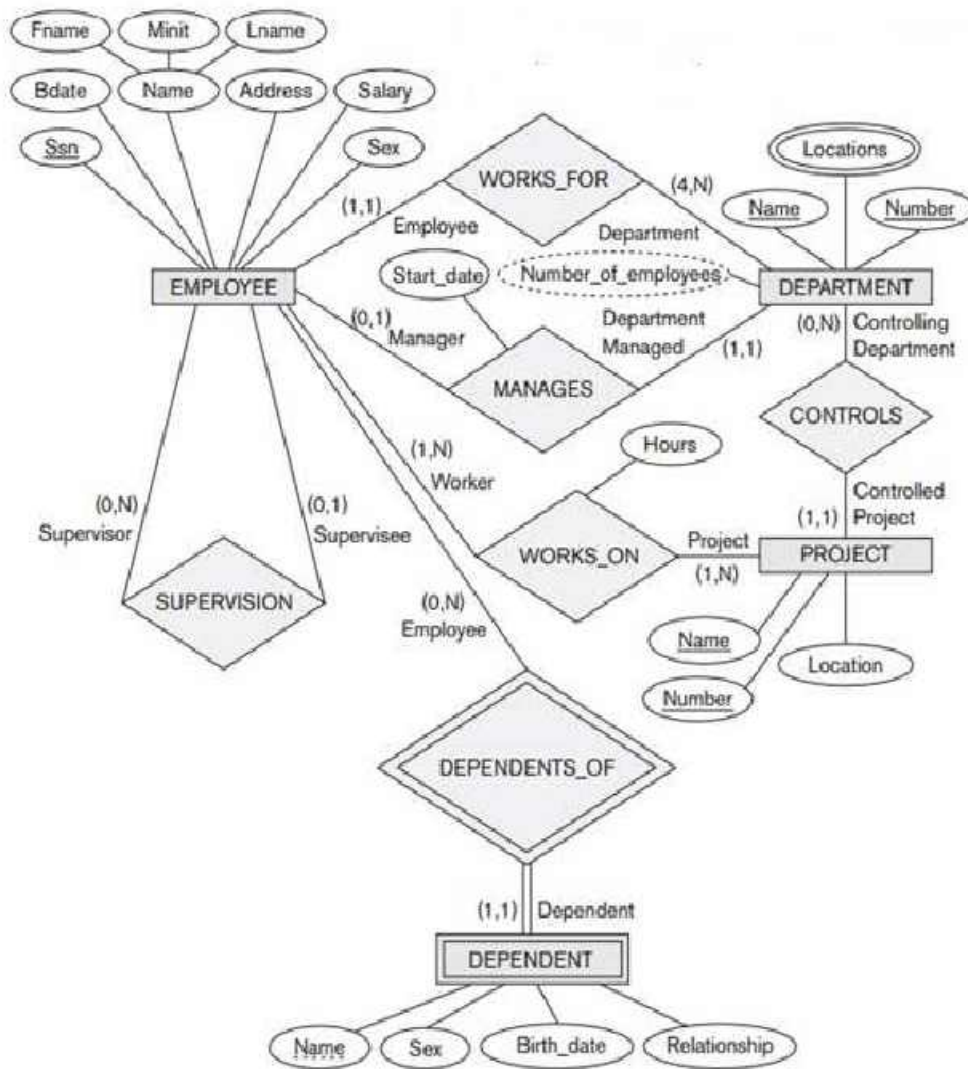 Fname
Minit
Lname
Bdate
Name
Address
Salary
Ssn
Sex
WORKS_FOR
Locations
(1,1)
Employee
(4,N)
Department
Name
Number
Start_date
Number_of_employees
EMPLOYEE
DEPARTMENT
(0,1)
Manager
Department
Managed
(1,1)
MANAGES
(0,N)
Controlling
Department
CONTROLS
Hours
(1,N)
Worker
(0,N)
Supervisor
(0,1)
Supervisee
SUPERVISION
WORKS_ON
Project
(1,N)
(1,1)
Controlled
Project
PROJECT
(0,N)
Employee
Name
Number
Location
DEPENDENTS_OF
(1,1)
Dependent
DEPENDENT
Name
Sex
Birth_date
Relationship